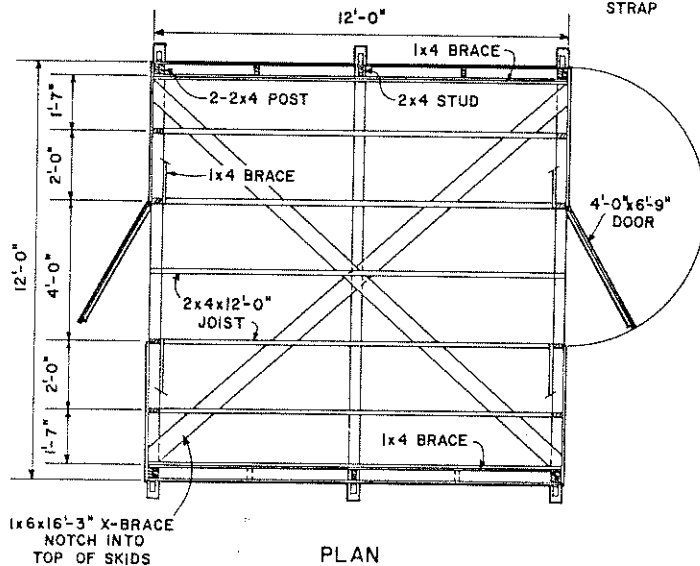 STRAP
12'-0"
1x4 BRACE
2-2x4 POST
2x4 STUD
1'-7"
2'-0"
1x4 BRACE
4'-0"x6'-9"
DOOR
12'-0"
4'-0"
2x4x12'-0"
JOIST
2'-0"
1'-7"
1x4 BRACE
1x6x16'-3" X-BRACE
NOTCH INTO
TOP OF SKIDS
PLAN